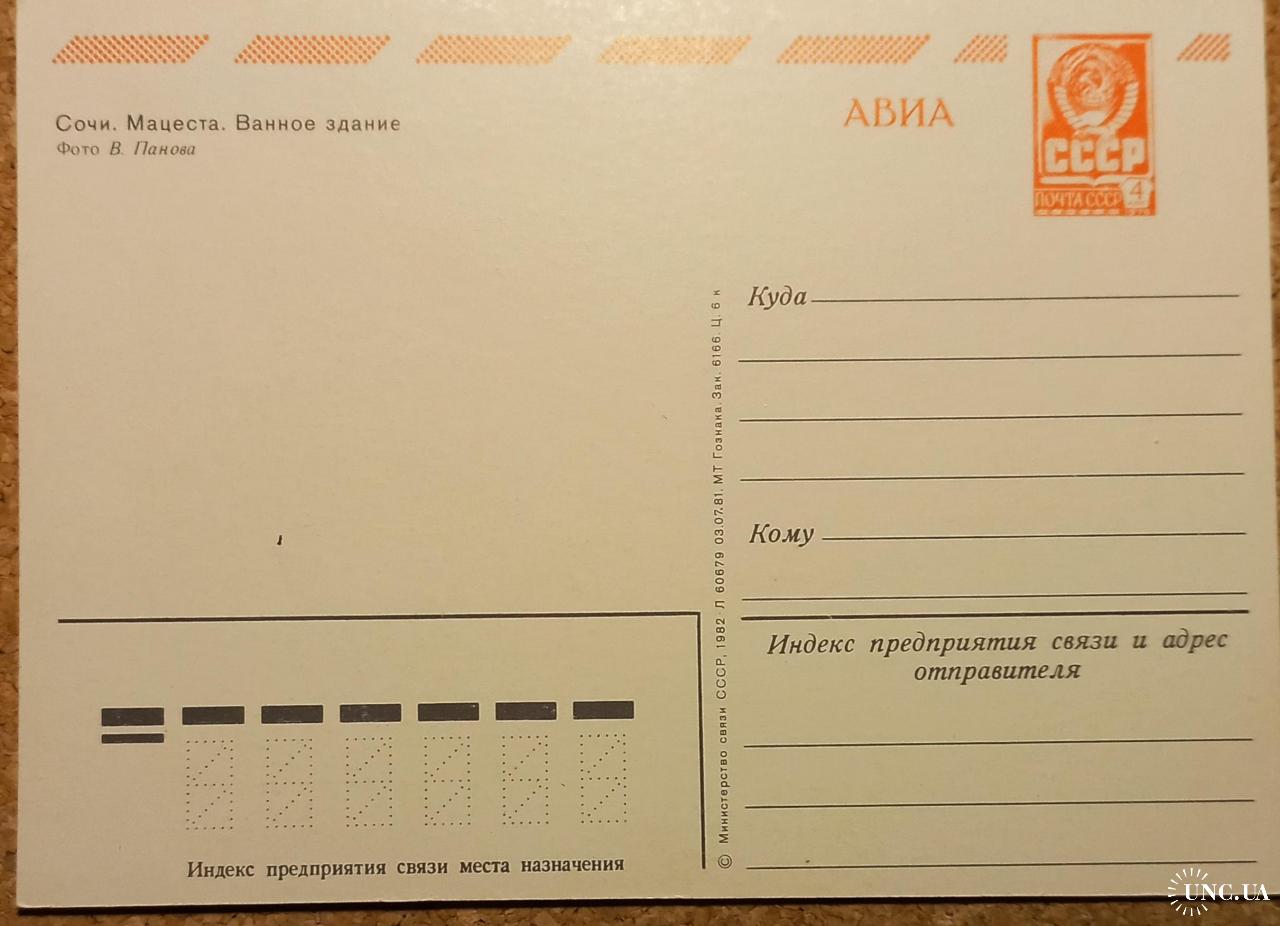 Сочи. Мацеста. Ванное здание
Фото В. Панова
АВИА
СССР
ПОЧТА СССР
4
Куда
Кому
Индекс предприятия связи и адрес
отправителя
© Министерство связи СССР, 1982 Л 60679 03.07.81. МТ Гознака. Зак. 6166. Ц. 6 к
Индекс предприятия связи места назначения
UNC.UA